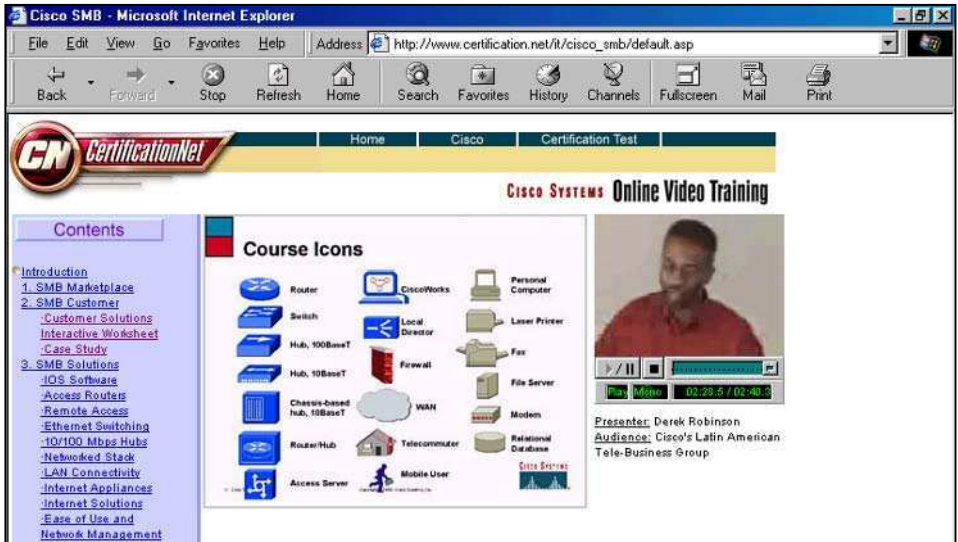 Cisco SMB - Microsoft Internet Explorer
File Edit View Go Favorites Help Address http://www.certification.net/it/cisco_smb/default.asp
Back Forward Stop Refresh Home Search Favorites History Channels Fullscreen Mail Print
CN CertificationNet
Home Cisco Certification Test
CISCO SYSTEMS Online Video Training
Contents
Introduction
1. SMB Marketplace
2. SMB Customer
·Customer Solutions
Interactive Worksheet
·Case Study
3. SMB Solutions
·IOS Software
·Access Routers
·Remote Access
·Ethernet Switching
·10/100 Mbps Hubs
·Networked Stack
·LAN Connectivity
·Internet Appliances
·Internet Solutions
·Ease of Use and
Network Management
Course Icons
Router
Switch
Hub, 100BaseT
Hub, 10BaseT
Chassis-based
hub, 10BaseT
Router/Hub
Access Server
CiscoWorks
Local
Director
Firewall
WAN
Telecommuter
Mobile User
Personal
Computer
Laser Printer
Fax
File Server
Modem
Relational
Database
CISCO SYSTEMS
Play Mono 02:28.5 / 02:40.3
Presenter: Derek Robinson
Audience: Cisco's Latin American
Tele-Business Group